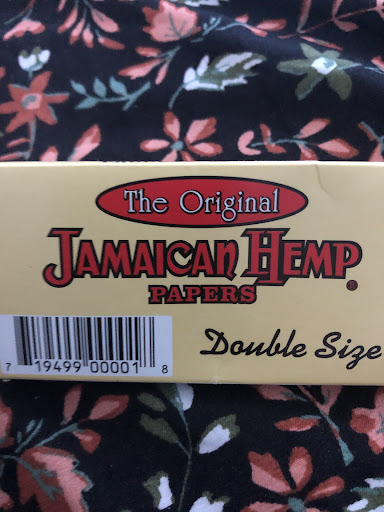 The Original
JAMAICAN HEMP
PAPERS
Double Size
7 19499 00001 8